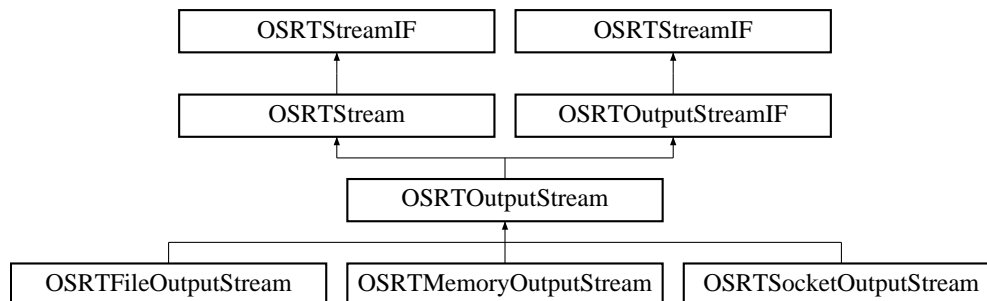 OSRTStreamIF
OSRTStreamIF
OSRTStream
OSRTOutputStreamIF
OSRTOutputStream
OSRTFileOutputStream
OSRTMemoryOutputStream
OSRTSocketOutputStream